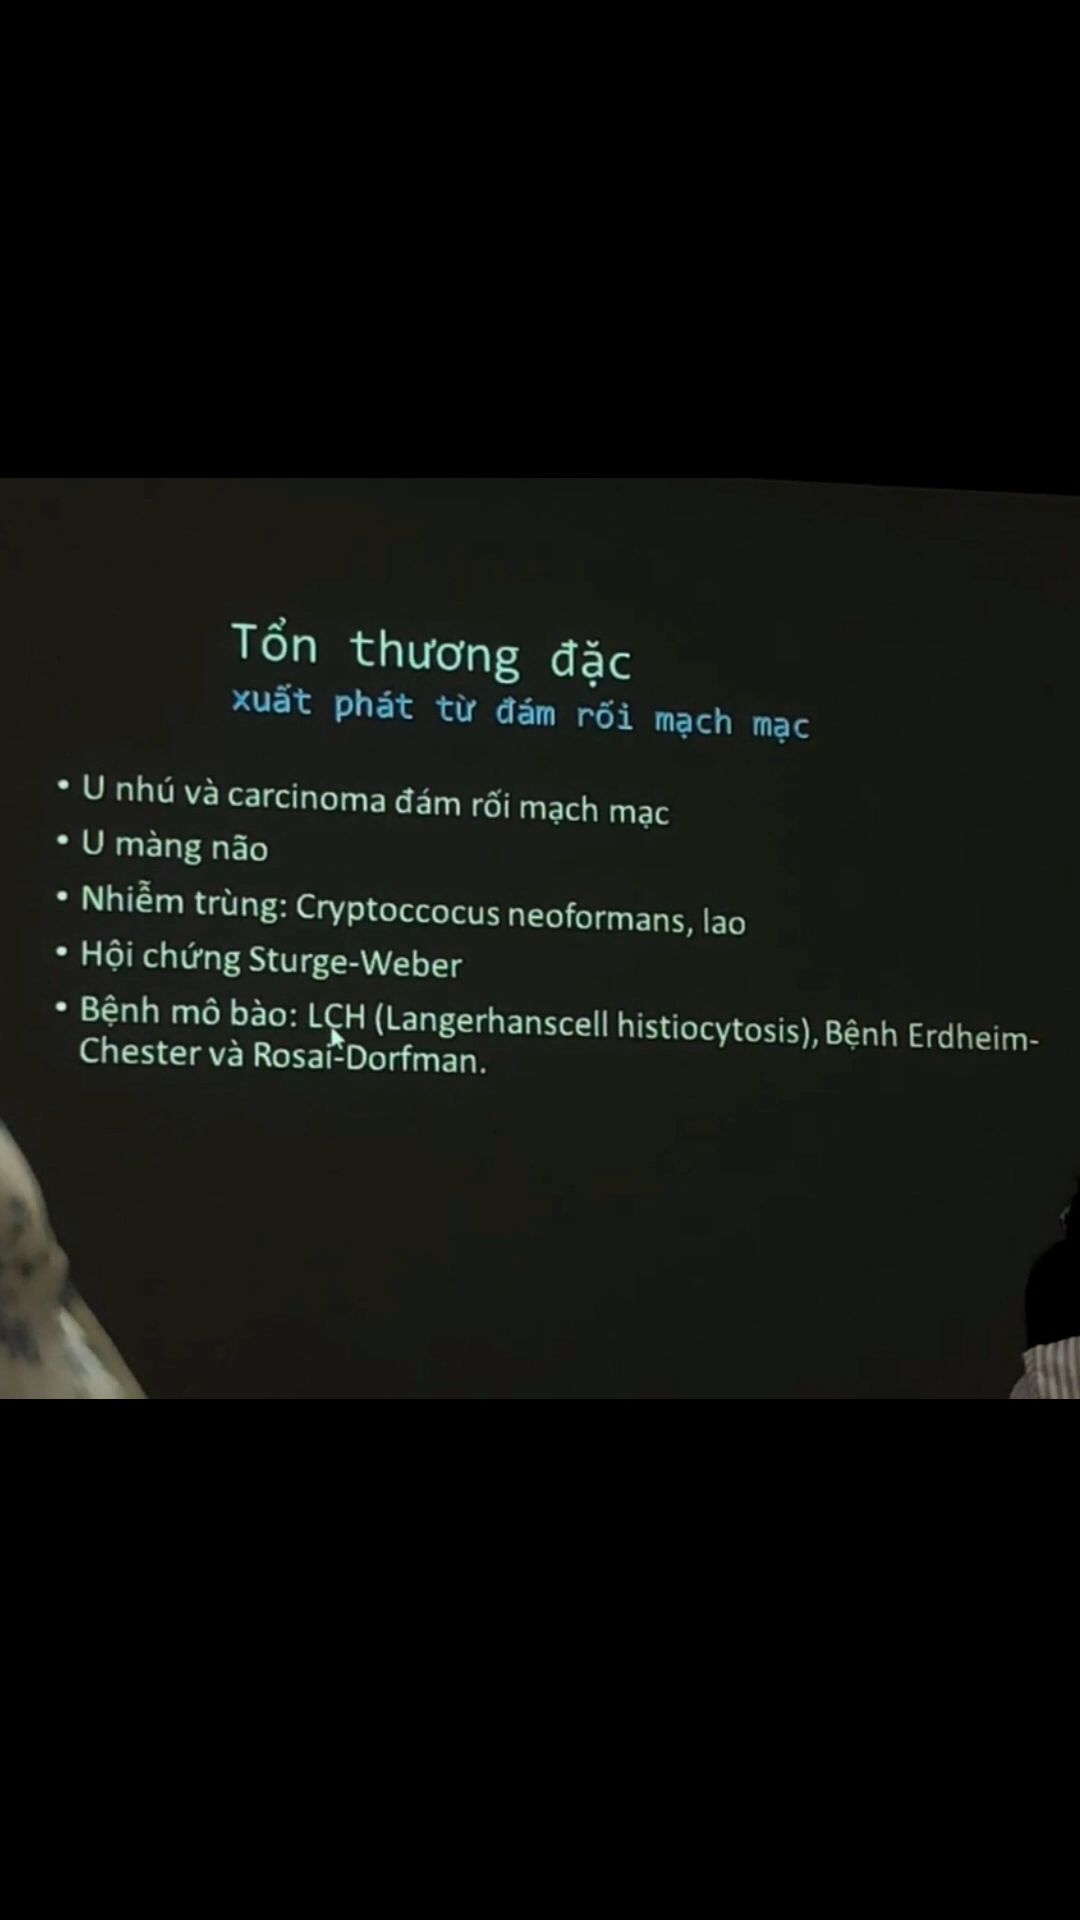 Tổn thương đặc
xuất phát từ đám rối mạch mạc
• U nhú và carcinoma đám rối mạch mạc
• U màng não
• Nhiễm trùng: Cryptoccocus neoformans, lao
• Hội chứng Sturge-Weber
• Bệnh mô bào: LCH (Langerhanscell histiocytosis), Bệnh Erdheim-
Chester và Rosai-Dorfman.